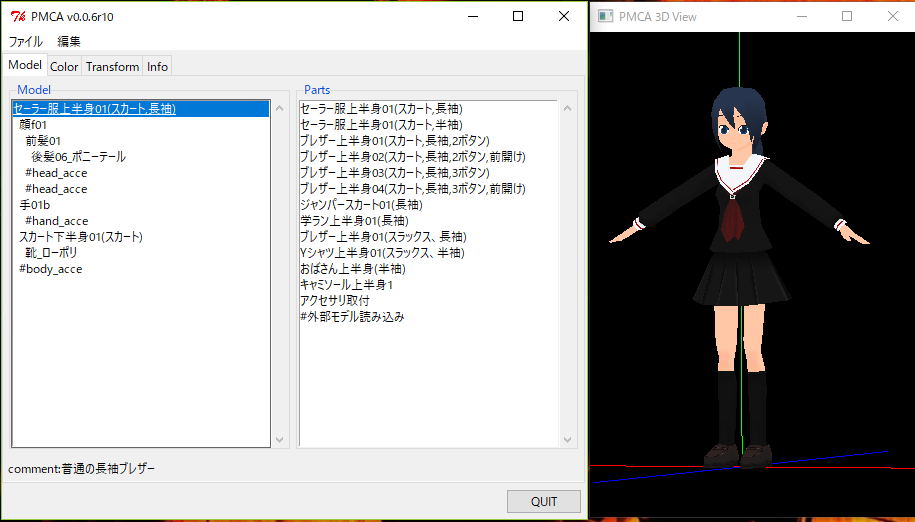 PMCA v0.0.6r10
ファイル 編集
Model Color Transform Info
Model
セーラー服上半身01(スカート,長袖)
顔f01
前髪01
後髪06_ポニーテール
#head_acce
#head_acce
手01b
#hand_acce
スカート下半身01(スカート)
靴_ローポリ
#body_acce
Parts
セーラー服上半身01(スカート,長袖)
セーラー服上半身01(スカート,半袖)
ブレザー上半身01(スカート,長袖,2ボタン)
ブレザー上半身02(スカート,長袖,2ボタン,前開け)
ブレザー上半身03(スカート,長袖,3ボタン)
ブレザー上半身04(スカート,長袖,3ボタン,前開け)
ジャンパースカート01(長袖)
学ラン上半身01(長袖)
ブレザー上半身01(スラックス、長袖)
Yシャツ上半身01(スラックス、半袖)
おばさん上半身(半袖)
キャミソール上半身1
アクセサリ取付
#外部モデル読み込み
comment:普通の長袖ブレザー
QUIT
PMCA 3D View